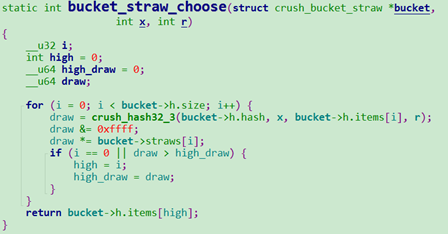 static int bucket_straw_choose(struct crush_bucket_straw *bucket,
int x, int r)
{
__u32 i;
int high = 0;
__u64 high_draw = 0;
__u64 draw;
for (i = 0; i < bucket->h.size; i++) {
draw = crush_hash32_3(bucket->h.hash, x, bucket->h.items[i], r);
draw &= 0xffff;
draw *= bucket->straws[i];
if (i == 0 || draw > high_draw) {
high = i;
high_draw = draw;
}
}
return bucket->h.items[high];
}